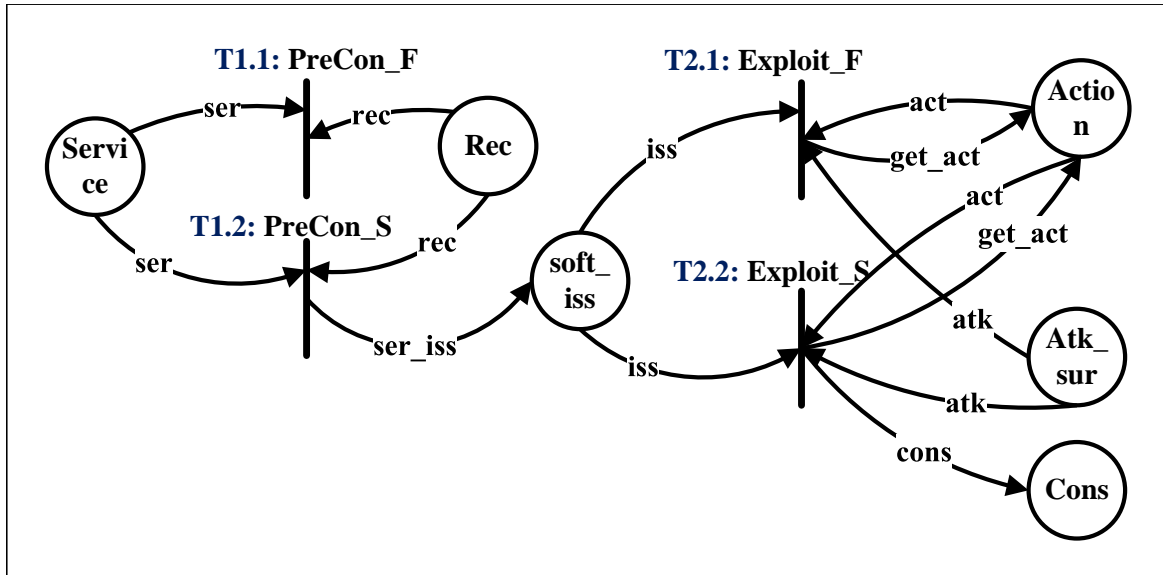 T1.1: PreCon_F
T2.1: Exploit_F
ser
rec
act
Actio
n
Servi
ce
Rec
iss
get_act
act
T1.2: PreCon_S
rec
get_act
ser
soft_
iss
T2.2: Exploit_S
ser_iss
atk
Atk_
sur
iss
atk
cons
Cons